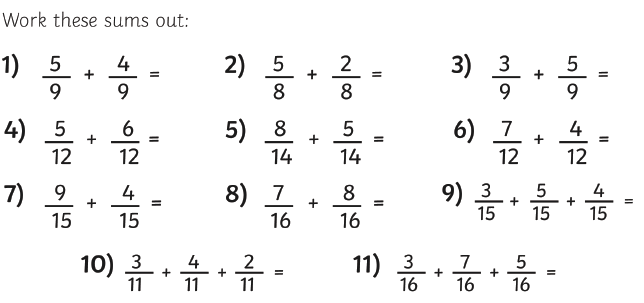 Work these sums out:
1) 5/9 + 4/9 = 2) 5/8 + 2/8 = 3) 3/9 + 5/9 =
4) 5/12 + 6/12 = 5) 8/14 + 5/14 = 6) 7/12 + 4/12 =
7) 9/15 + 4/15 = 8) 7/16 + 8/16 = 9) 3/15 + 5/15 + 4/15 =
10) 3/11 + 4/11 + 2/11 = 11) 3/16 + 7/16 + 5/16 =